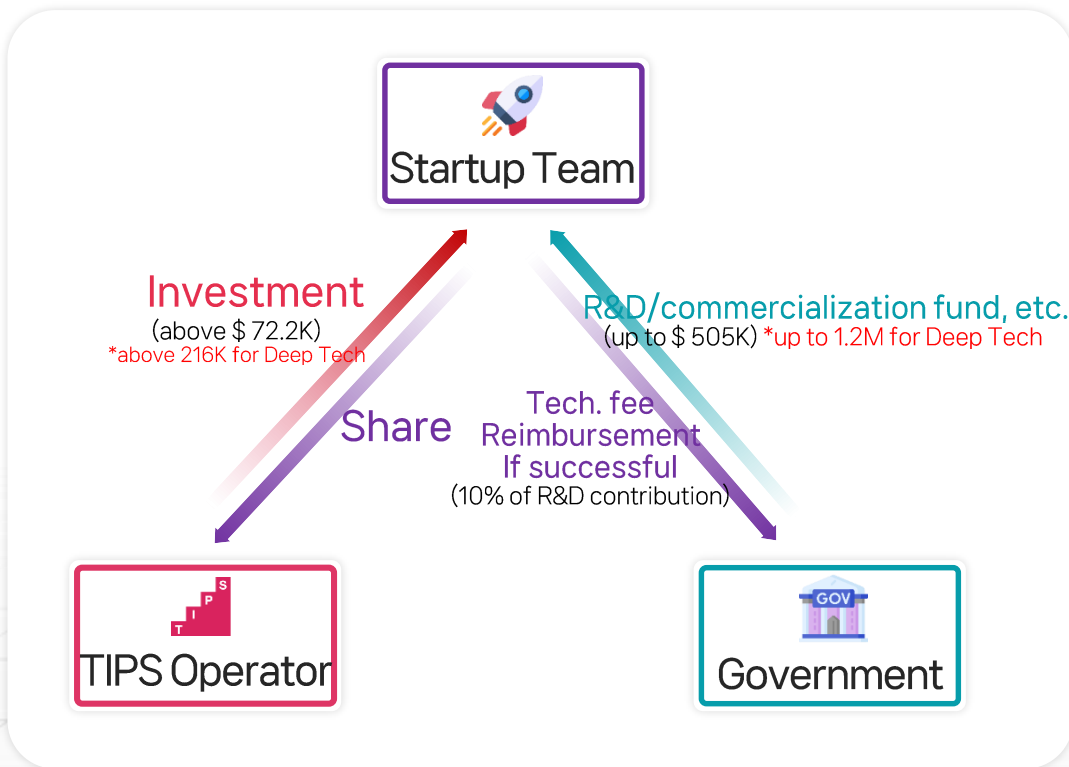 Startup Team
Investment
(above $ 72.2K)
*above 216K for Deep Tech
R&D/commercialization fund, etc.
(up to $ 505K) *up to 1.2M for Deep Tech
Share
Tech. fee
Reimbursement
If successful
(10% of R&D contribution)
T I P S
TIPS Operator
GOV
Government